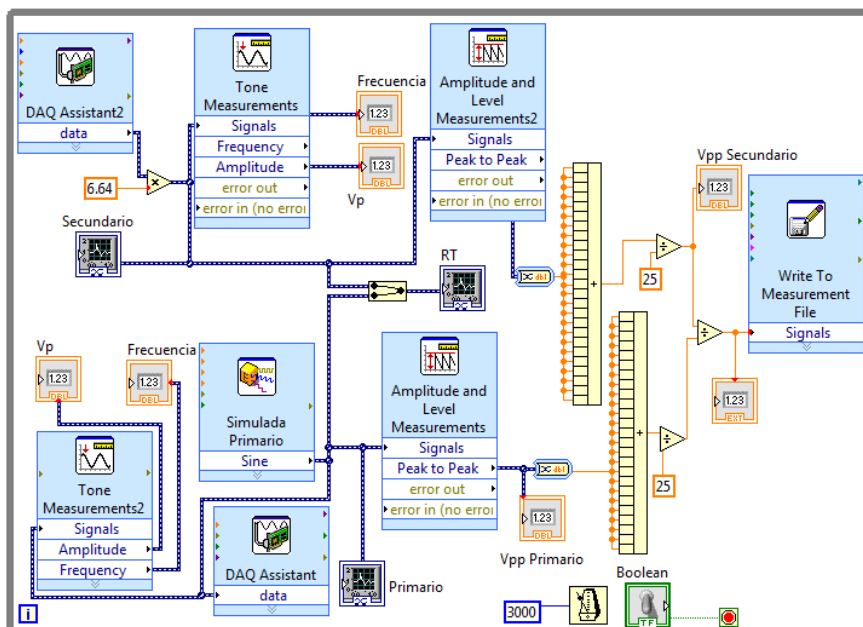 DAQ Assistant2
data
6.64
Tone
Measurements
Signals
Frequency
Amplitude
error out
error in (no error
Frecuencia
1.23
DBL
1.23
DBL
Vp
Amplitude and
Level
Measurements2
Signals
Peak to Peak
error out
error in (no error
Secundario
RT
dbl
25
Vpp Secundario
1.23
DBL
Write To
Measurement
File
Signals
1.23
EXT
Vp
1.23
DBL
Frecuencia
1.23
DBL
Simulada
Primario
Sine
Amplitude and
Level
Measurements
Signals
Peak to Peak
error out
error in (no error
dbl
25
1.23
DBL
Vpp Primario
Tone
Measurements2
Signals
Amplitude
Frequency
DAQ Assistant
data
Primario
3000
Boolean
TF
i